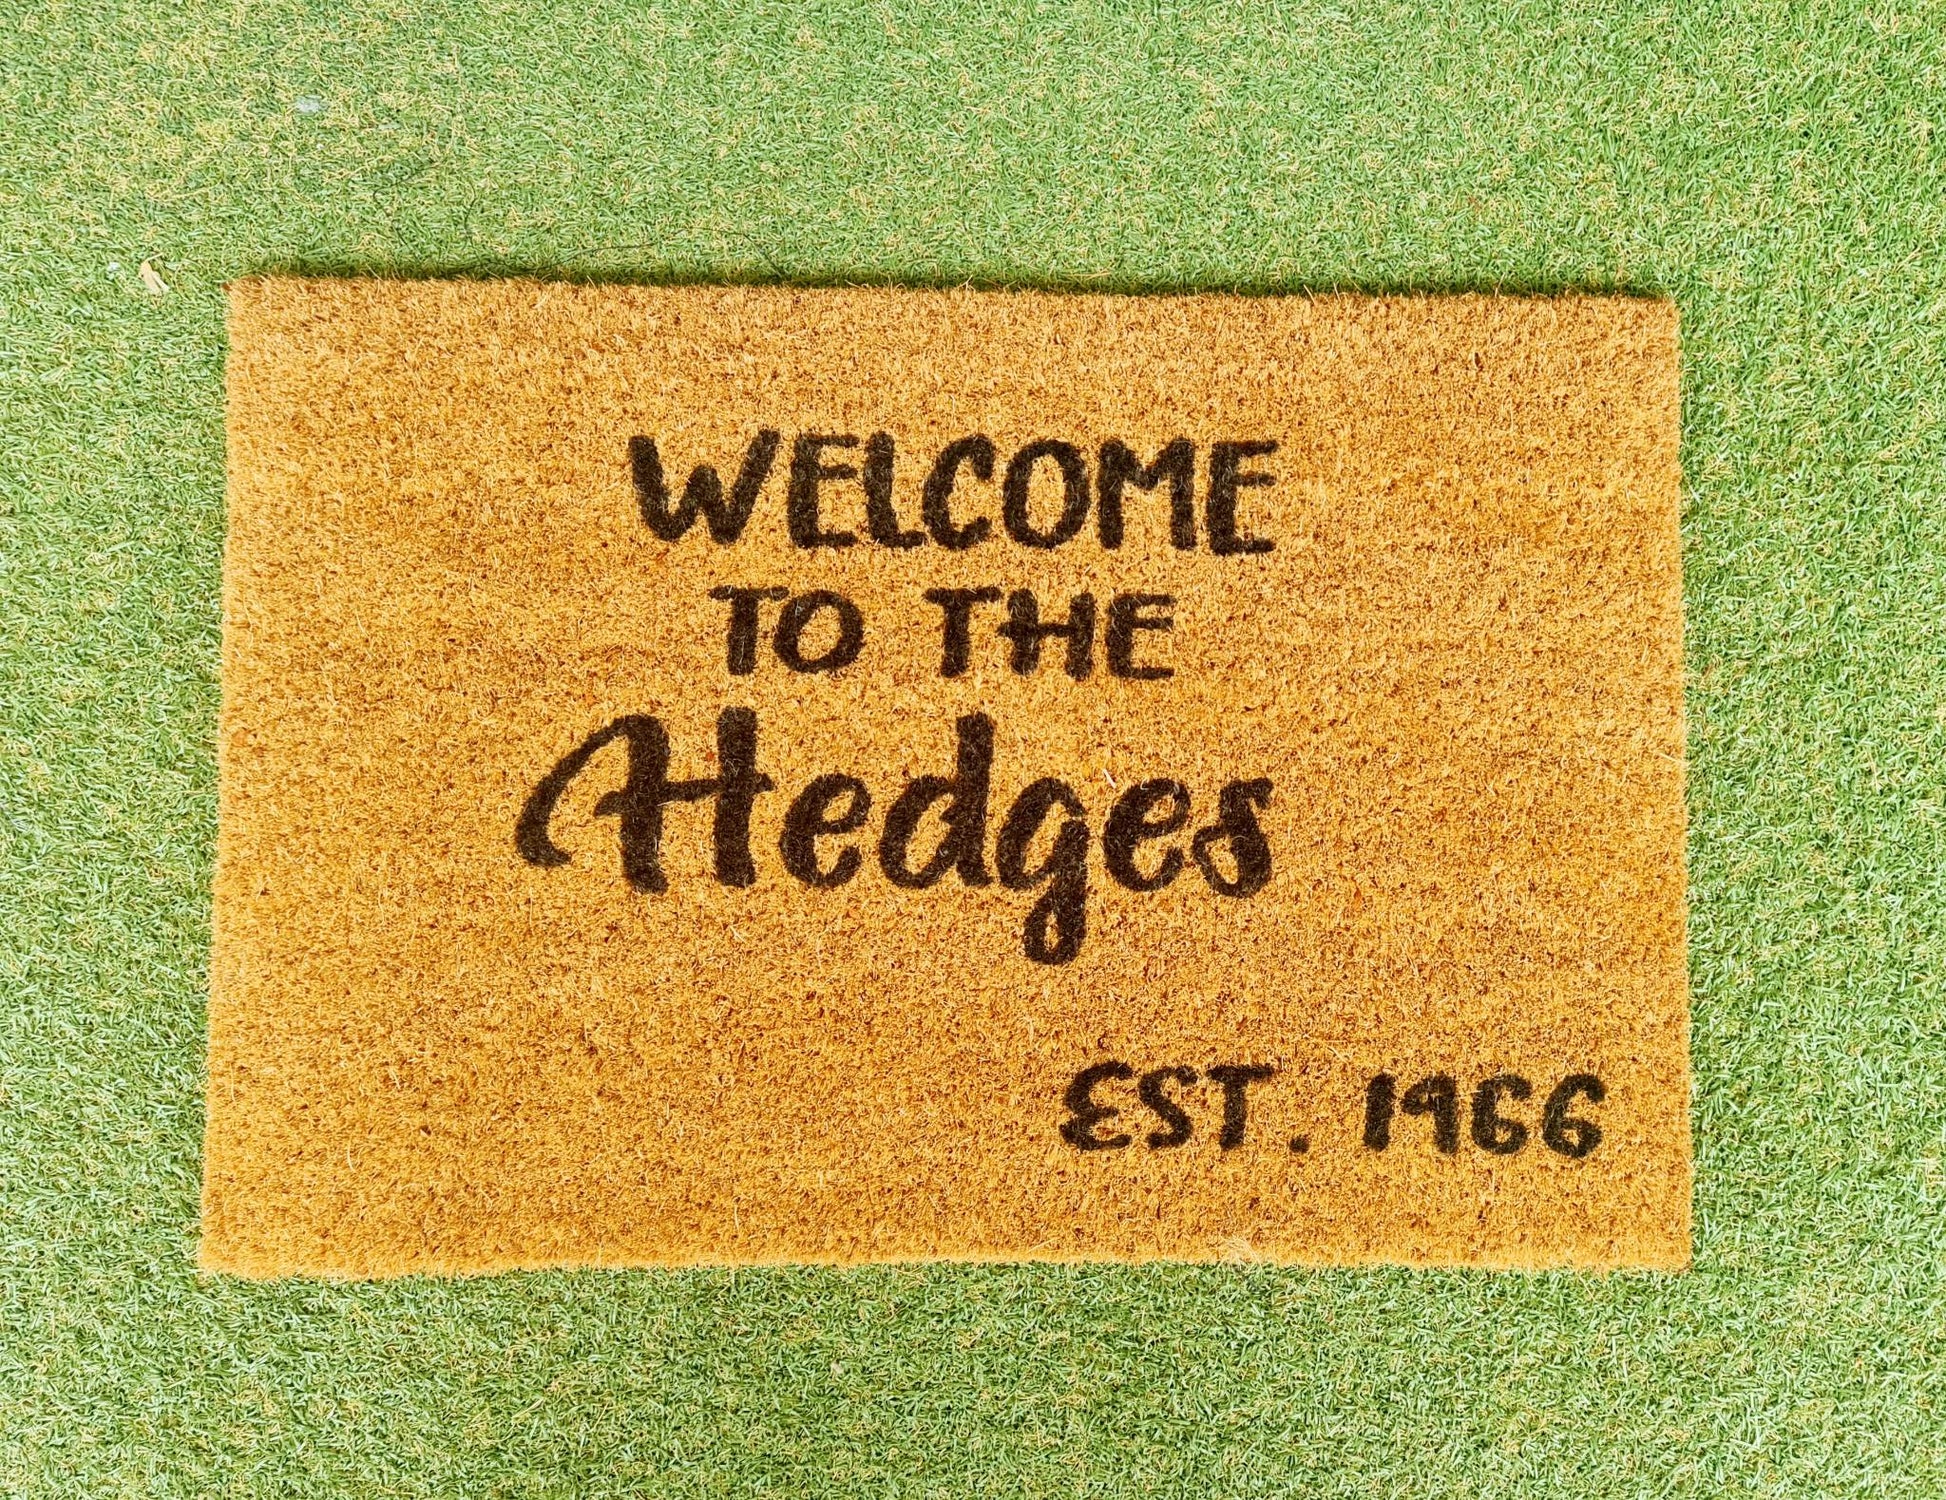 WELCOME
TO THE
Hedges
EST. 1966